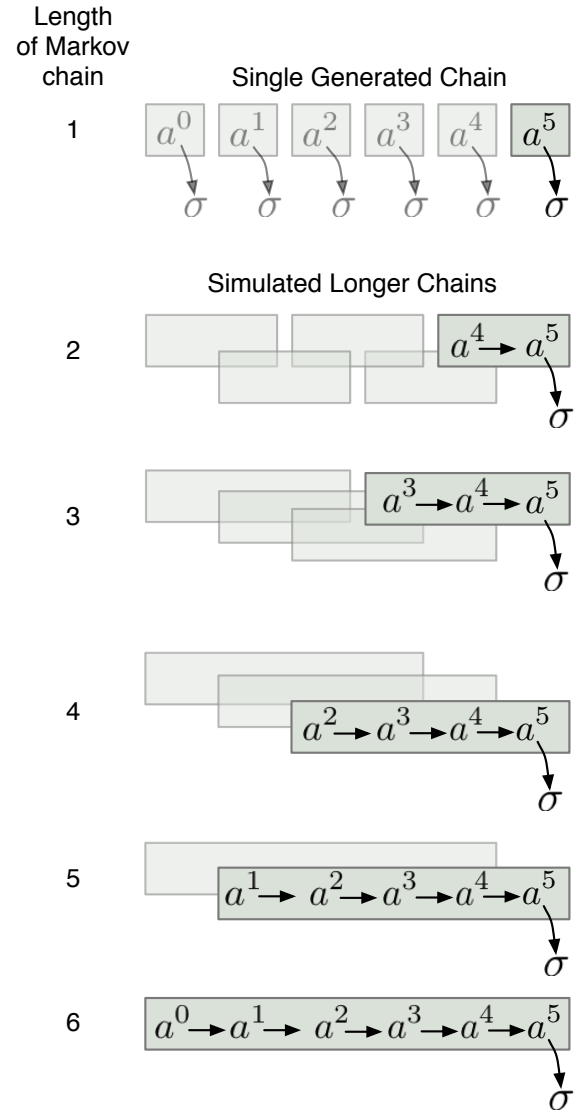 Length
of Markov
chain
Single Generated Chain
1 a⁰ a¹ a² a³ a⁴ a⁵
σ σ σ σ σ σ
Simulated Longer Chains
2 a⁴ → a⁵
σ
3 a³ → a⁴ → a⁵
σ
4 a² → a³ → a⁴ → a⁵
σ
5 a¹ → a² → a³ → a⁴ → a⁵
σ
6 a⁰ → a¹ → a² → a³ → a⁴ → a⁵
σ